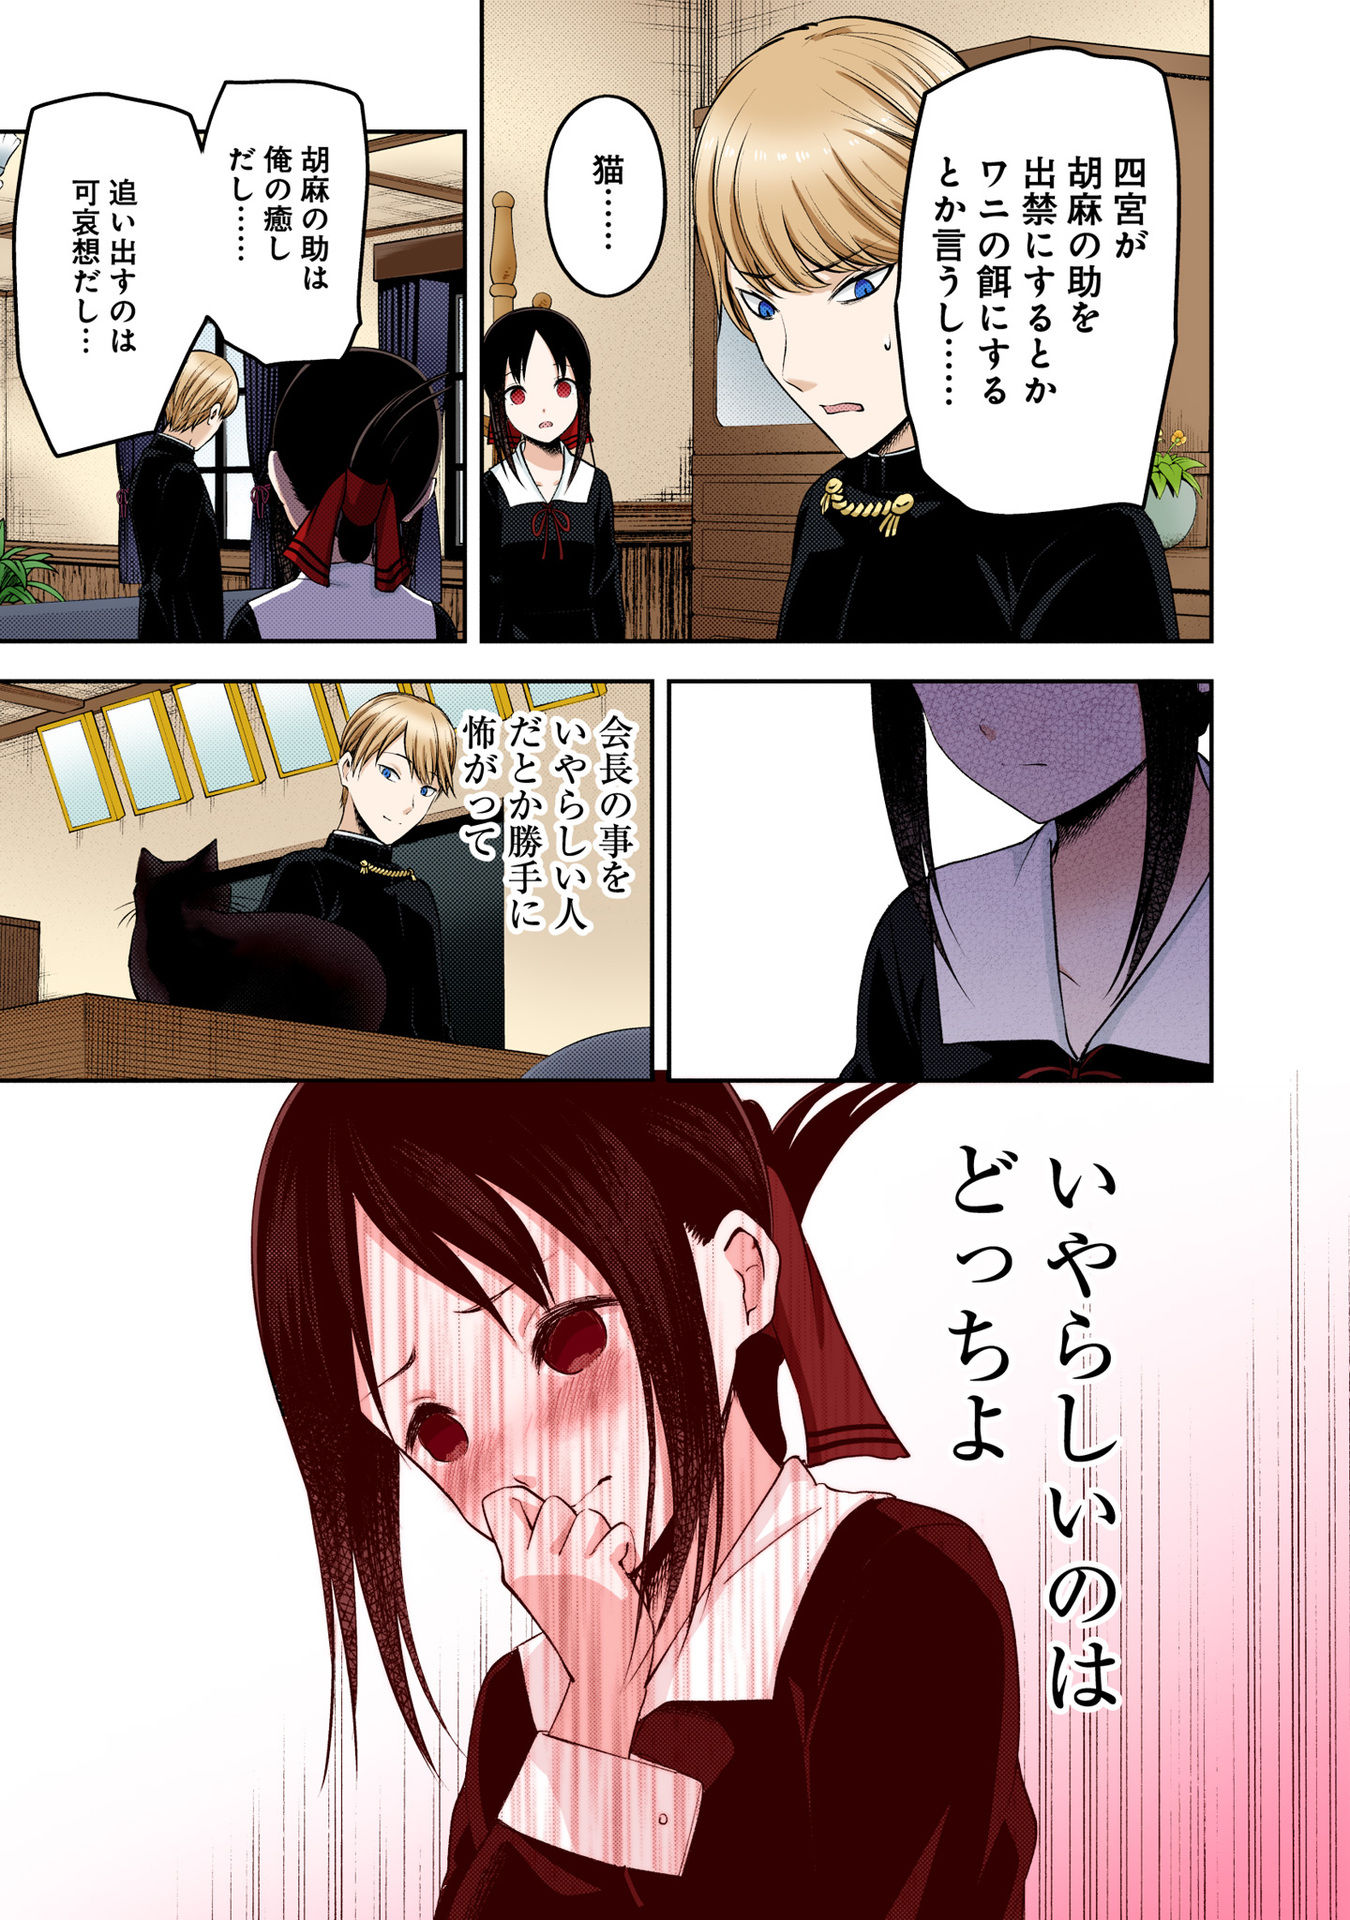 四宮が
胡麻の助を
出禁にするとか
ワニの餌にする
とか言うし……
猫……
胡麻の助は
俺の癒し
だし……
追い出すのは
可哀想だし…
会長の事を
いやらしい人
だとか勝手に
怖がって
いやらしいのは
どっちよ